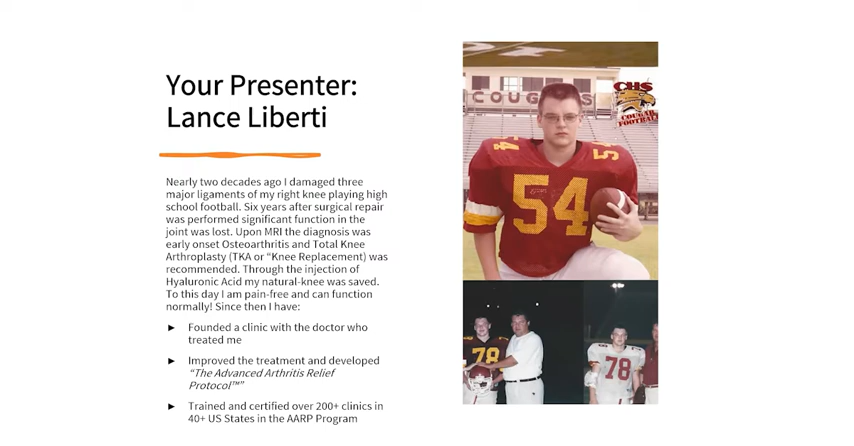 Your Presenter:
Lance Liberti
Nearly two decades ago I damaged three
major ligaments of my right knee playing high
school football. Six years after surgical repair
was performed significant function in the
joint was lost. Upon MRI the diagnosis was
early onset Osteoarthritis and Total Knee
Arthroplasty (TKA or “Knee Replacement) was
recommended. Through the injection of
Hyaluronic Acid my natural-knee was saved.
To this day I am pain-free and can function
normally! Since then I have:
► Founded a clinic with the doctor who
treated me
► Improved the treatment and developed
“The Advanced Arthritis Relief
Protocol™”
► Trained and certified over 200+ clinics in
40+ US States in the AARP Program
COUGARS
CHS
COUGAR
FOOTBALL
54
54
78
78